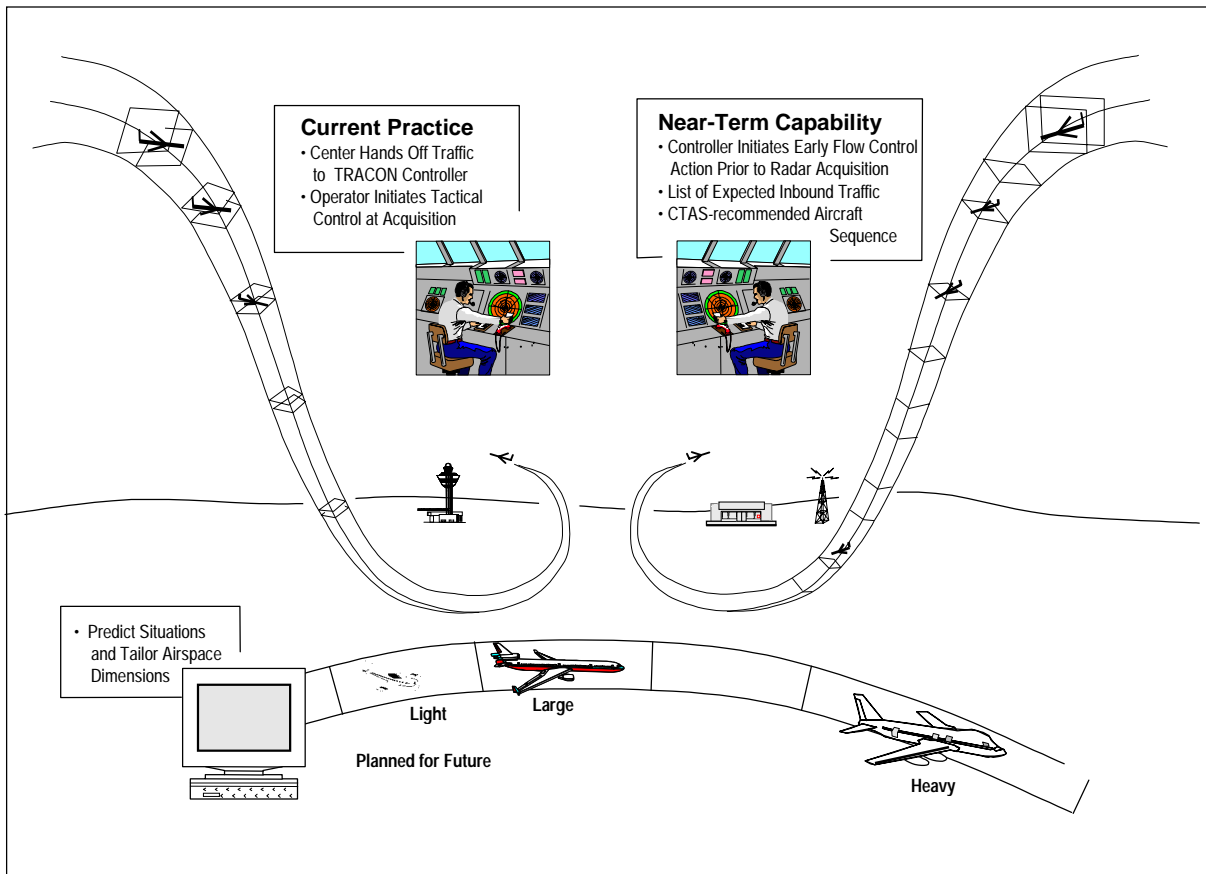 Current Practice
• Center Hands Off Traffic
to TRACON Controller
• Operator Initiates Tactical
Control at Acquisition
Near-Term Capability
• Controller Initiates Early Flow Control
Action Prior to Radar Acquisition
• List of Expected Inbound Traffic
• CTAS-recommended Aircraft
Sequence
• Predict Situations
and Tailor Airspace
Dimensions
Light
Large
Heavy
Planned for Future